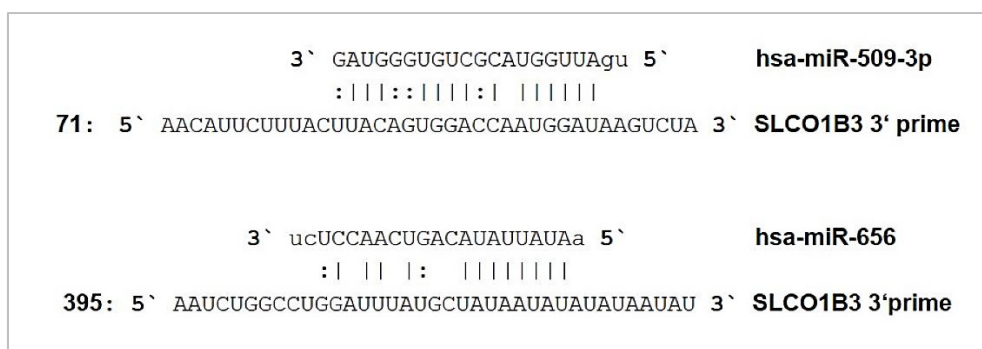 3` GAUGGGUGUCGCAUGGUUAgu 5` hsa-miR-509-3p
:|||::||||:| ||||||
71: 5` AACAUUCUUUACUUACAGUGGACCAAUGGAUAAGUCUA 3` SLCO1B3 3‘ prime
3` ucUCCAACUGACAUAUUAUAa 5` hsa-miR-656
:| || |: ||||||||
395: 5` AAUCUGGCCUGGAUUUAUGCUAUAAUAUAUAUAAUAU 3` SLCO1B3 3‘prime